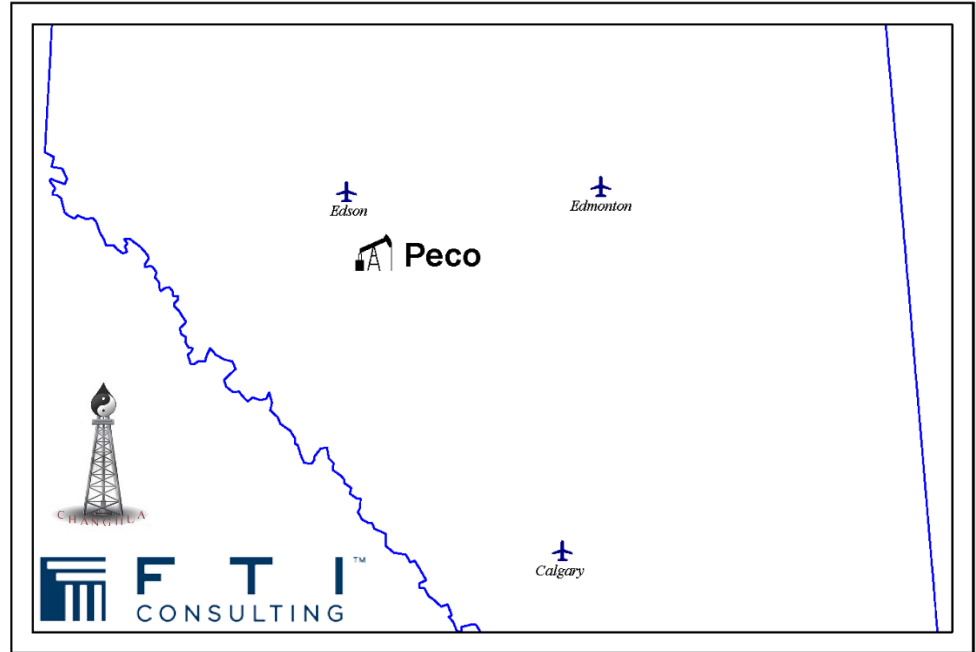 Edson
Edmonton
Peco
CHANGHUA
Calgary
FTI™
CONSULTING